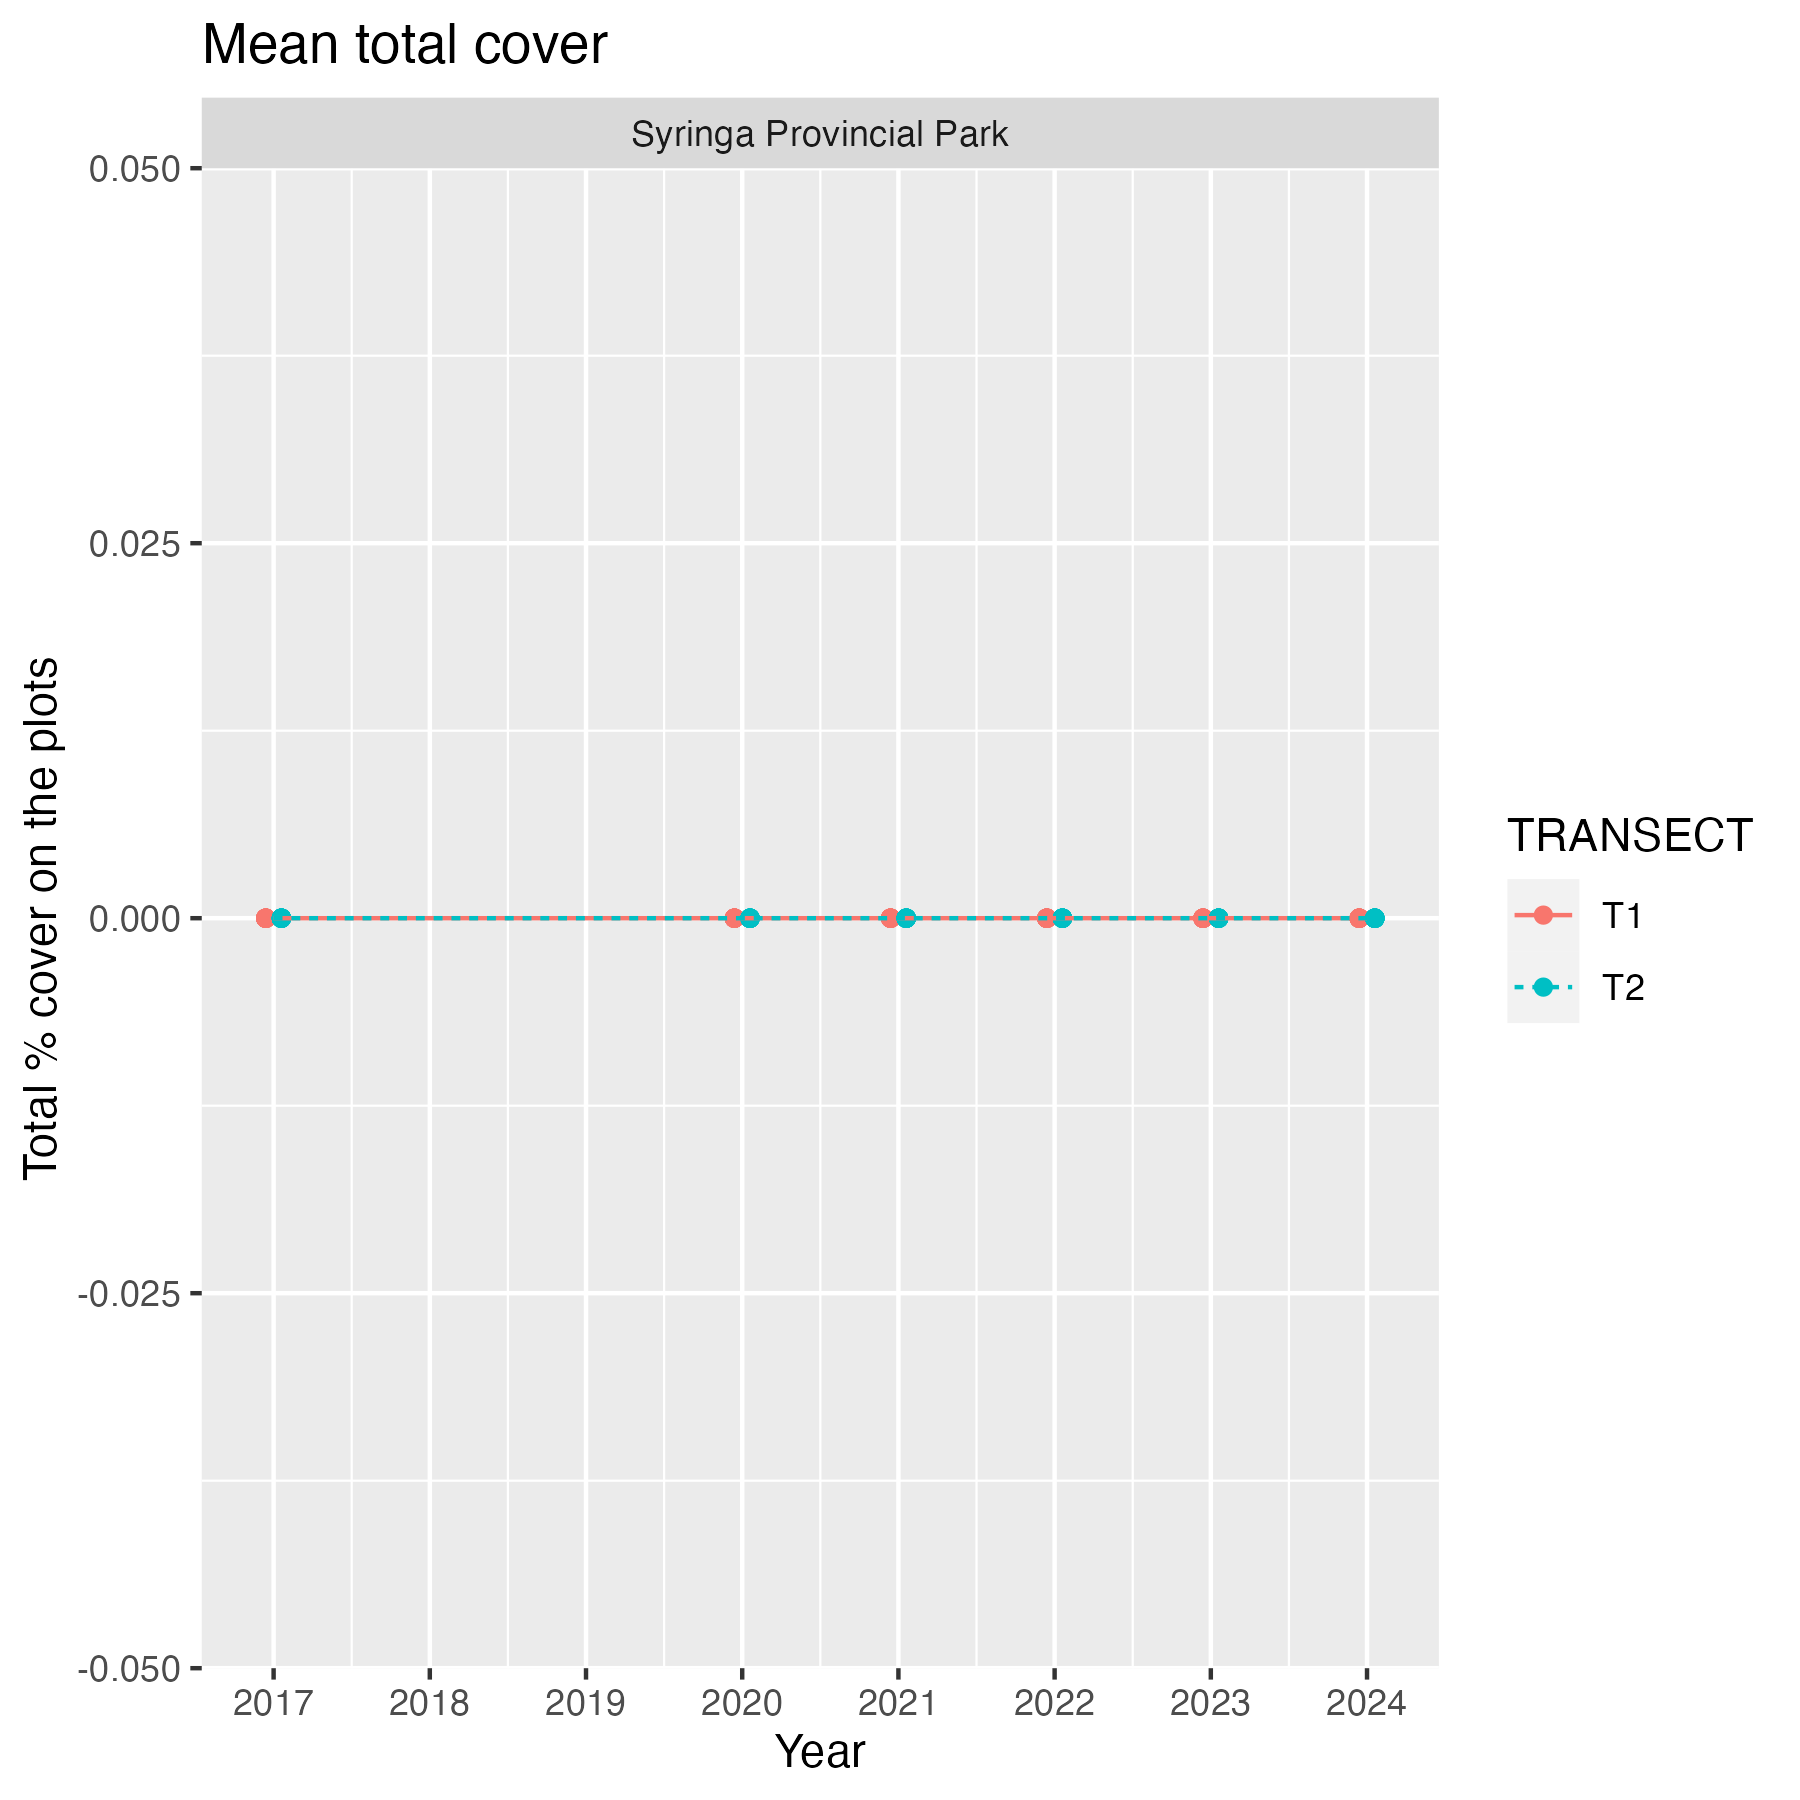 Mean total cover
Syringa Provincial Park
0.050
0.025
0.000
-0.025
-0.050
Total % cover on the plots
2017 2018 2019 2020 2021 2022 2023 2024
Year
TRANSECT
T1
T2